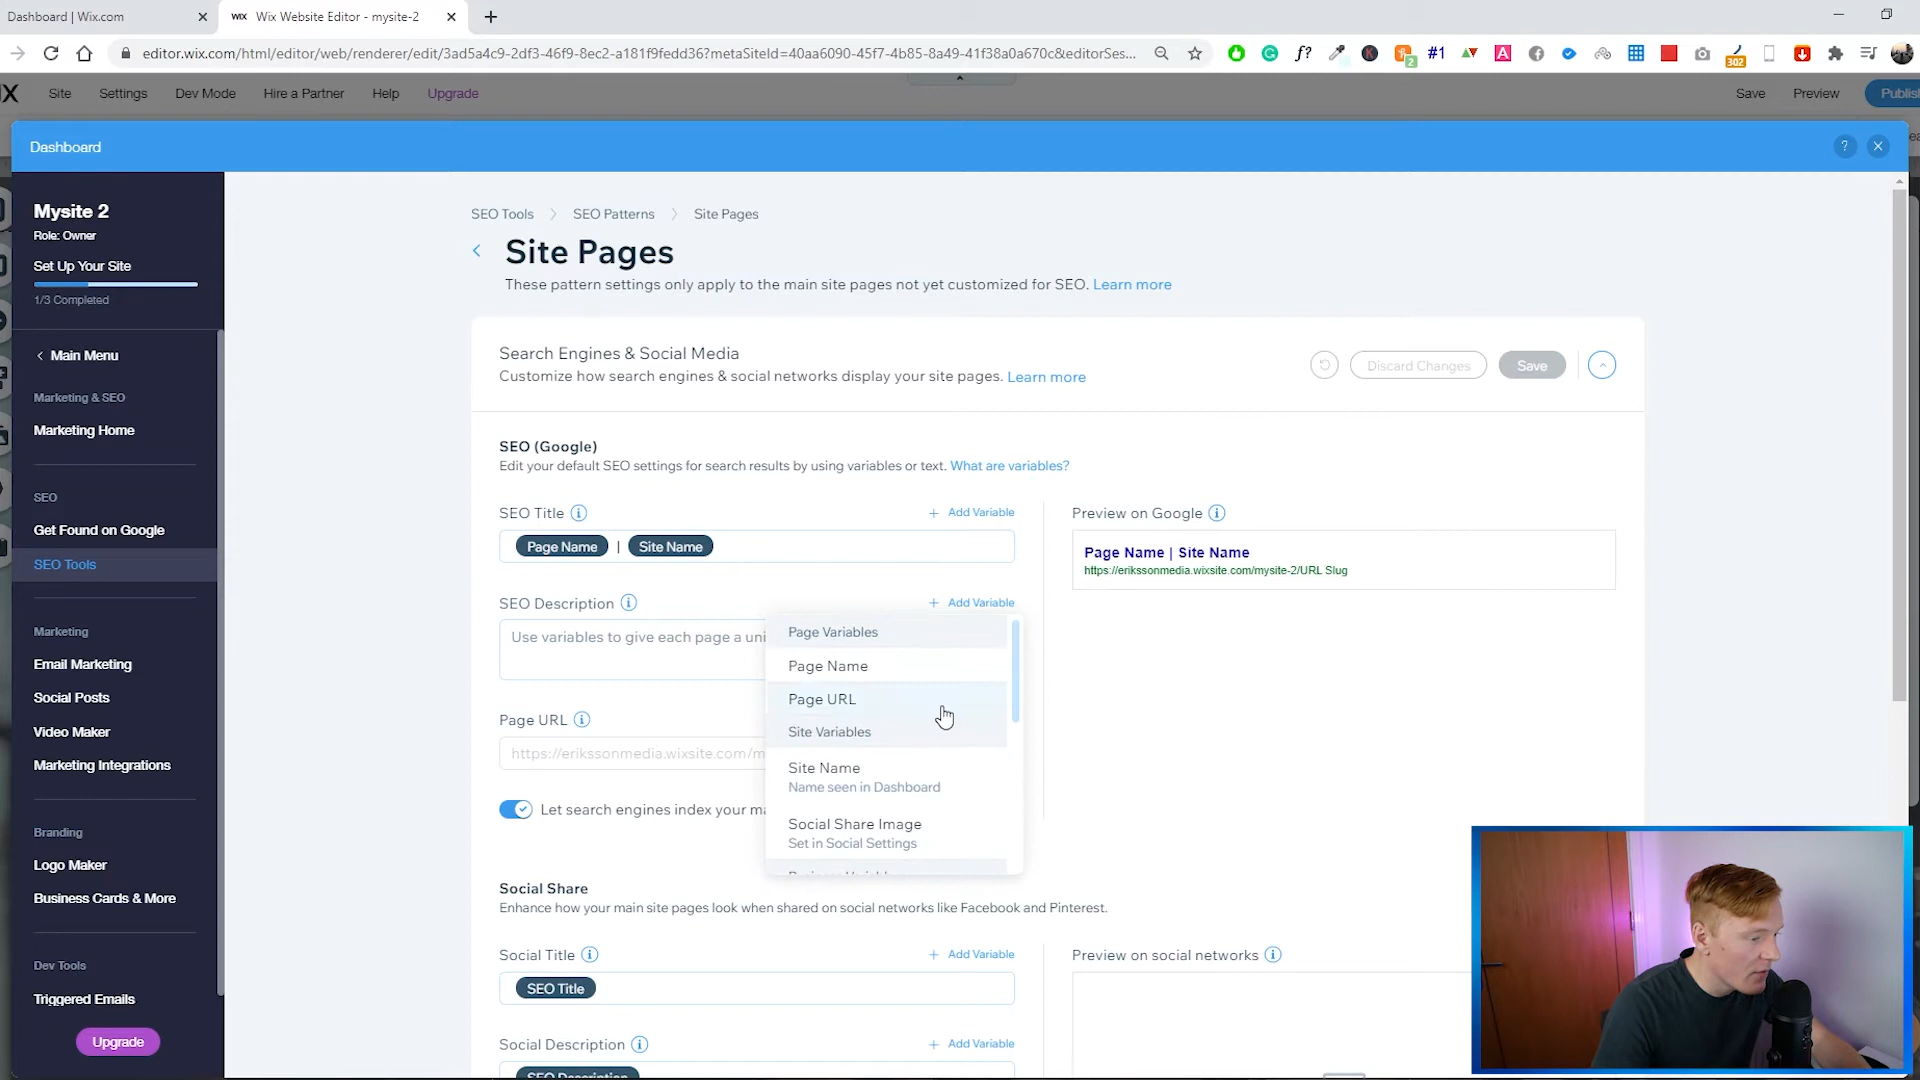 Dashboard | Wix.com
WIX Wix Website Editor - mysite-2
editor.wix.com/html/editor/web/renderer/edit/3ad5a4c9-2df3-46f9-8ec2-a181f9fedd36?metaSiteId=40aa6090-45f7-4b85-8a49-41f38a0a670c&editorSes...
f?
2
#1
302
Site
Settings
Dev Mode
Hire a Partner
Help
Upgrade
Save
Preview
Dashboard
?
Mysite 2
Role: Owner
Set Up Your Site
1/3 Completed
Main Menu
Marketing & SEO
Marketing Home
SEO
Get Found on Google
SEO Tools
Marketing
Email Marketing
Social Posts
Video Maker
Marketing Integrations
Branding
Logo Maker
Business Cards & More
Dev Tools
Triggered Emails
Upgrade
SEO Tools > SEO Patterns > Site Pages
Site Pages
These pattern settings only apply to the main site pages not yet customized for SEO. Learn more
Search Engines & Social Media
Customize how search engines & social networks display your site pages. Learn more
Discard Changes
Save
SEO (Google)
Edit your default SEO settings for search results by using variables or text. What are variables?
SEO Title
+ Add Variable
Page Name | Site Name
Preview on Google
Page Name | Site Name
https://erikssonmedia.wixsite.com/mysite-2/URL Slug
SEO Description
+ Add Variable
Use variables to give each page a uni
Page Variables
Page Name
Page URL
Site Variables
Site Name
Name seen in Dashboard
Social Share Image
Set in Social Settings
Page URL
https://erikssonmedia.wixsite.com/m
Let search engines index your ma
Social Share
Enhance how your main site pages look when shared on social networks like Facebook and Pinterest.
Social Title
+ Add Variable
SEO Title
Preview on social networks
Social Description
+ Add Variable
SEO Description